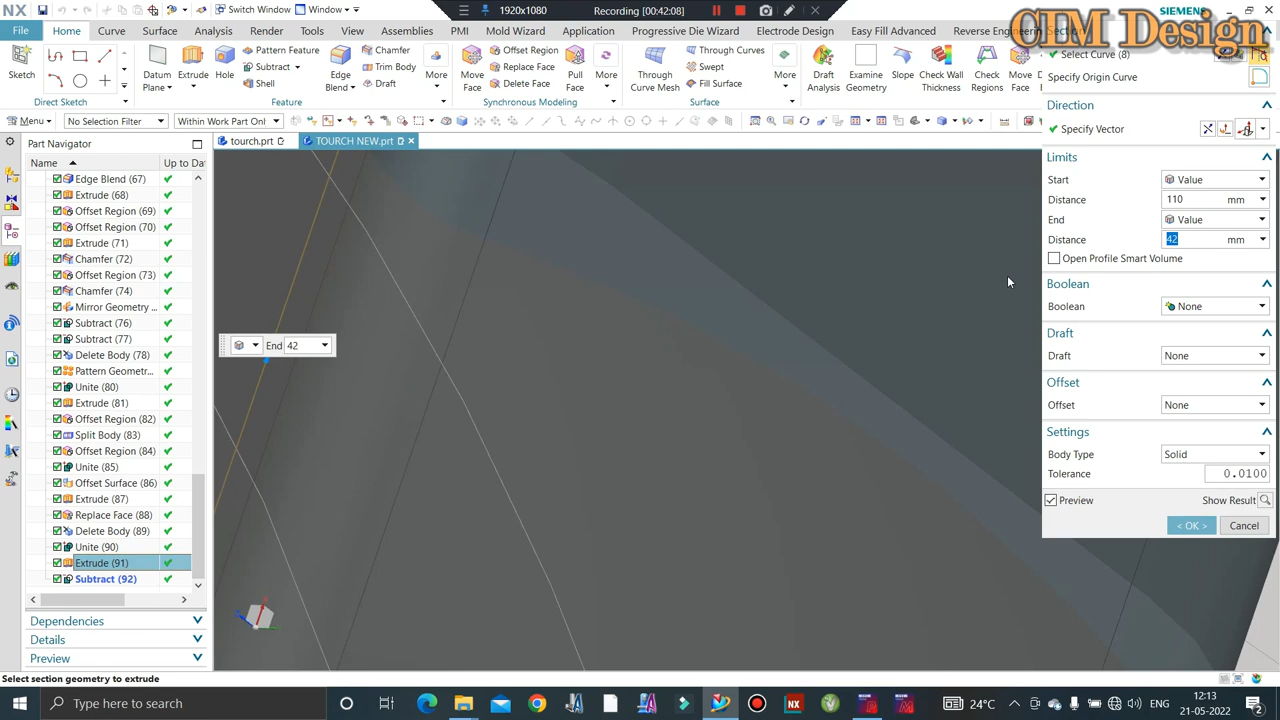 NX
Switch Window
Window
1920x1080
Recording [00:42:08]
SIEMENS
CTM Design
File
Home
Curve
Surface
Analysis
View
Render
Tools
Assemblies
PMI
Mold Wizard
Application
Progressive Die Wizard
Electrode Design
Easy Fill Advanced
Reverse Engineering
Sketch
Direct Sketch
Datum Plane
Extrude
Hole
Pattern Feature
Subtract
Shell
Edge Blend
Chamfer
Trim Body
Draft
More
Feature
Move Face
Offset Region
Replace Face
Delete Face
Pull Face
More
Synchronous Modeling
Through Curve Mesh
Through Curves
Swept
Fill Surface
More
Surface
Draft Analysis
Examine Geometry
Slope
Check Wall Thickness
Check Regions
Move Face
Menu
No Selection Filter
Within Work Part Only
Part Navigator
Name
Up to Da
tourch.prt
TOURCH NEW.prt
Edge Blend (67)
Extrude (68)
Offset Region (69)
Offset Region (70)
Extrude (71)
Chamfer (72)
Offset Region (73)
Chamfer (74)
Mirror Geometry ...
Subtract (76)
Subtract (77)
Delete Body (78)
Pattern Geometr...
Unite (80)
Extrude (81)
Offset Region (82)
Split Body (83)
Offset Region (84)
Unite (85)
Offset Surface (86)
Extrude (87)
Replace Face (88)
Delete Body (89)
Unite (90)
Extrude (91)
Subtract (92)
Dependencies
Details
Preview
End 42
Select Curve (8)
Specify Origin Curve
Direction
Specify Vector
Limits
Start Value
Distance 110 mm
End Value
Distance 42 mm
Open Profile Smart Volume
Boolean
Boolean None
Draft
Draft None
Offset
Offset None
Settings
Body Type Solid
Tolerance 0.0100
Preview Show Result
< OK > Cancel
Select section geometry to extrude
Type here to search
24°C
ENG
12:13
21-05-2022
2